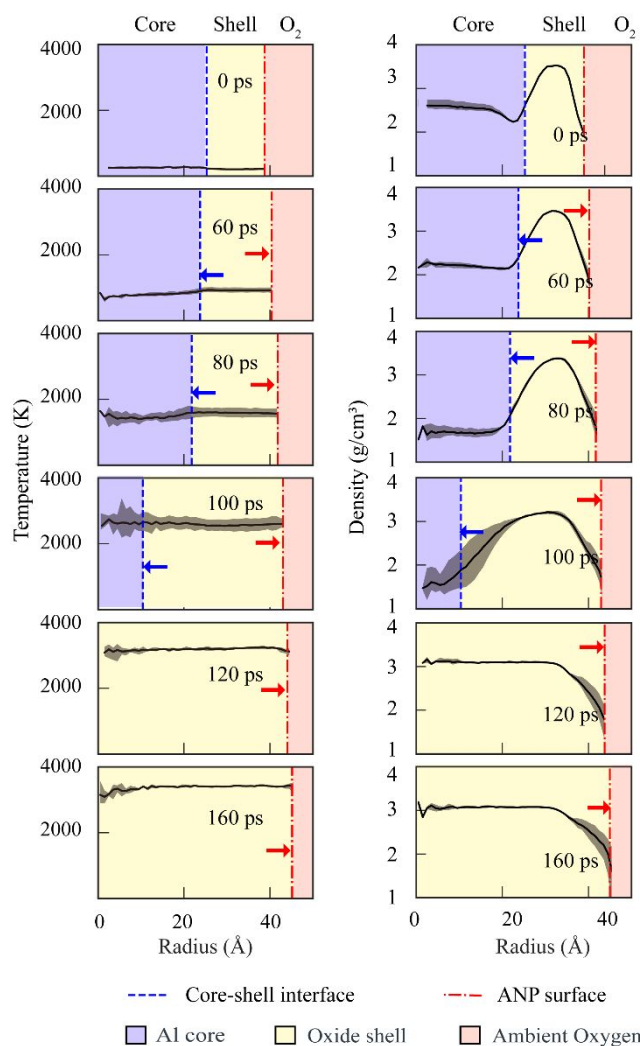 Core Shell O₂ Core Shell O₂
4000
2000
0 ps
4
3
2
1
0 ps
4000
2000
60 ps
4
3
2
1
60 ps
4000
2000
80 ps
4
3
2
1
80 ps
4000
2000
100 ps
4
3
2
1
100 ps
4000
2000
120 ps
4
3
2
1
120 ps
4000
2000
160 ps
4
3
2
1
160 ps
Temperature (K)
Density (g/cm³)
0 20 40 0 20 40
Radius (Å) Radius (Å)
Core-shell interface ANP surface
Al core Oxide shell Ambient Oxygen